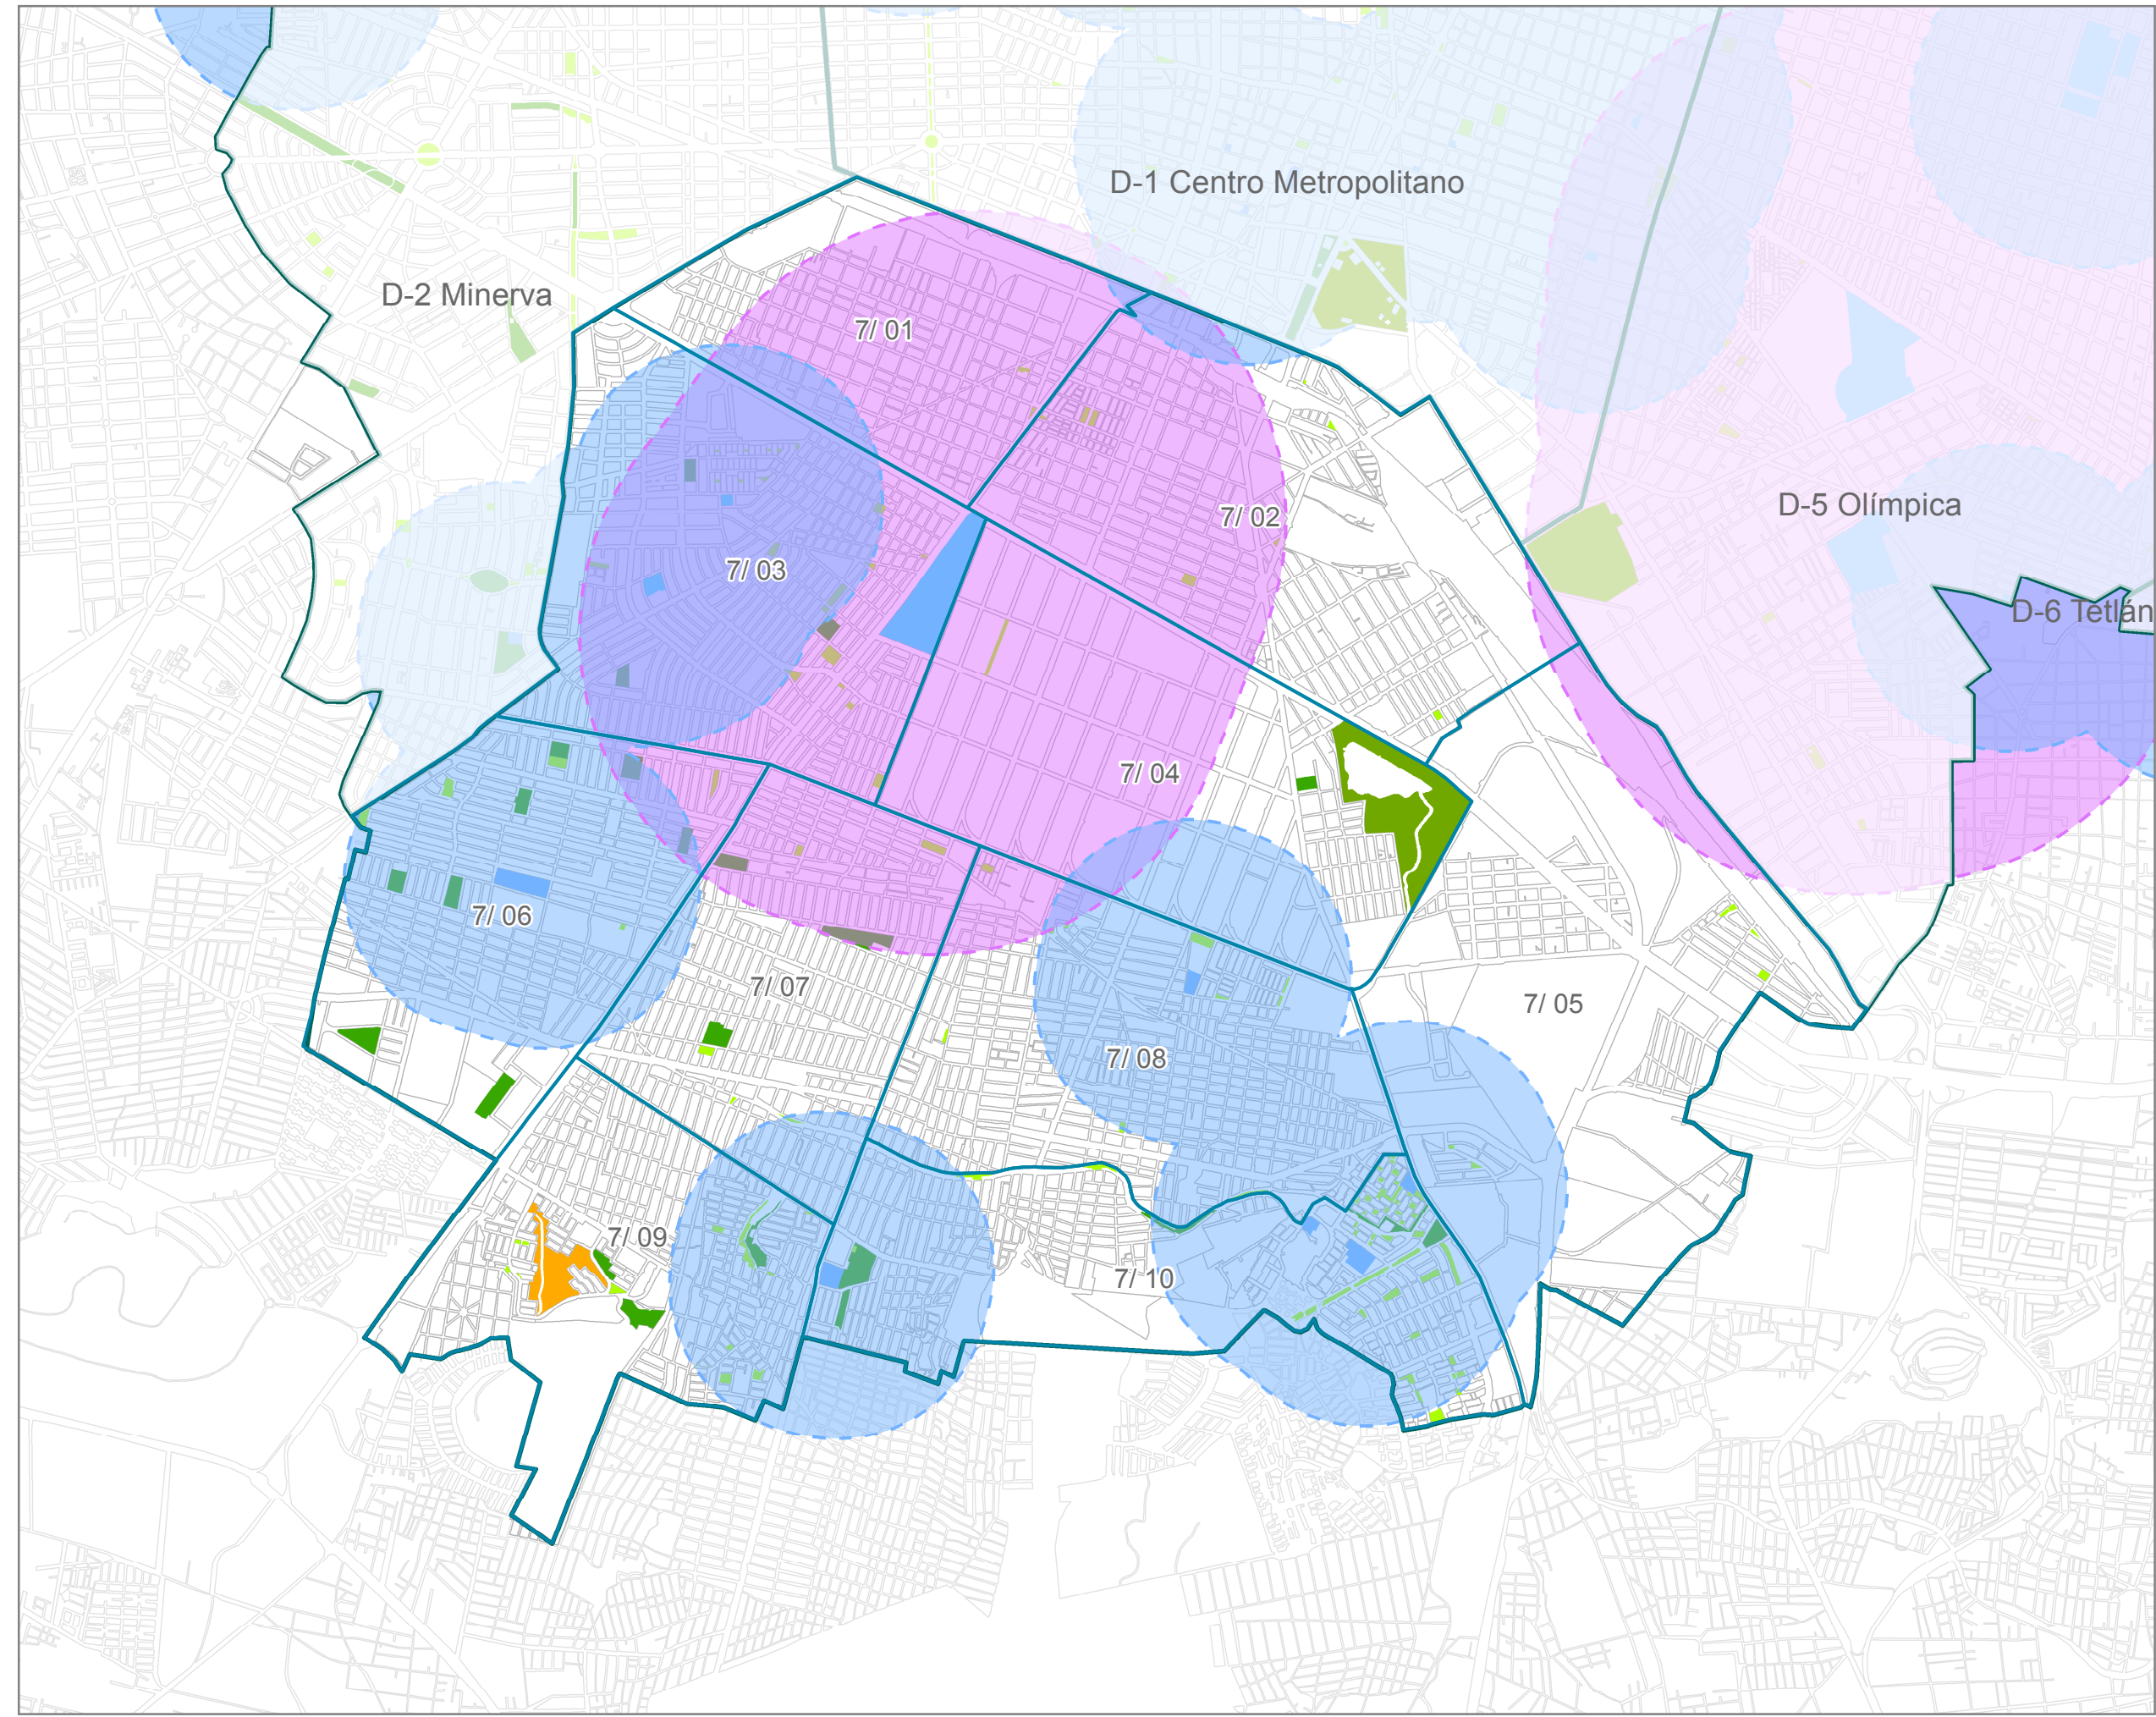 D-1 Centro Metropolitano
D-2 Minerva
7/ 01
D-5 Olímpica
7/ 02
7/ 03
D-6 Tetlán
7/ 04
7/ 06
7/ 07
7/ 05
7/ 08
7/ 09
7/ 10